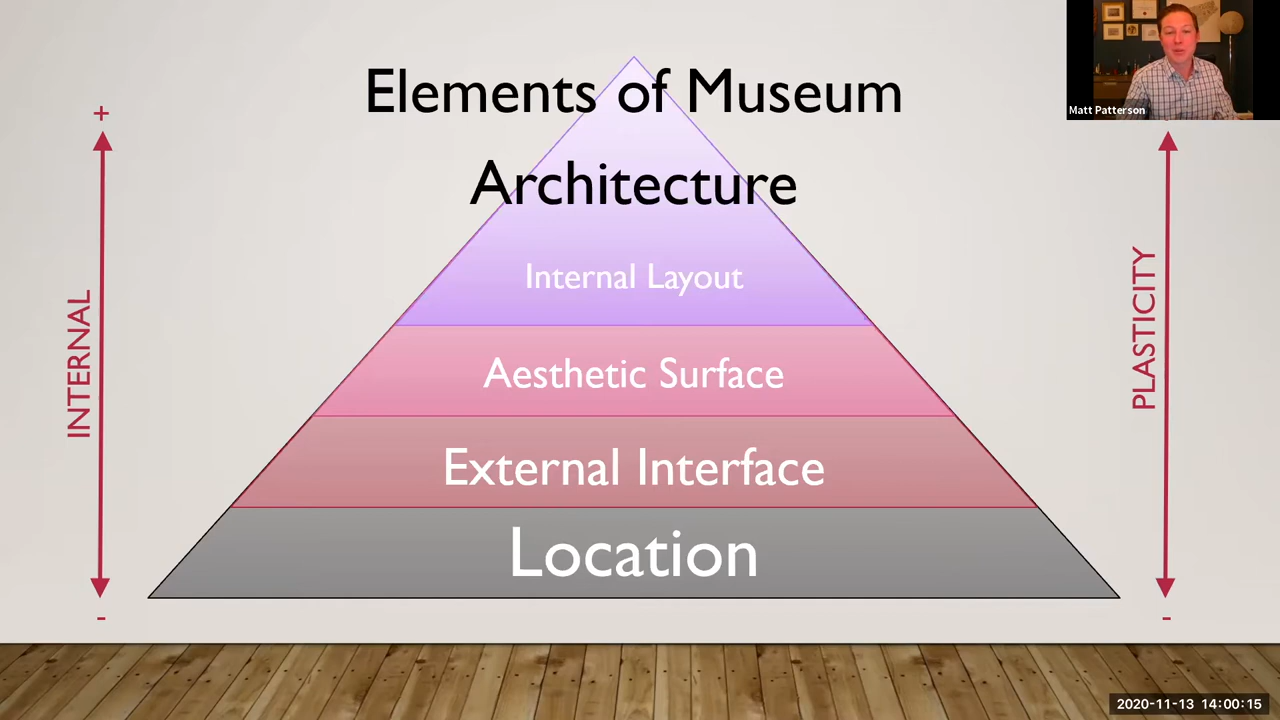 Elements of Museum
Architecture
Internal Layout
Aesthetic Surface
External Interface
Location
+
INTERNAL
-
PLASTICITY
-
Matt Patterson
2020-11-13 14:00:15